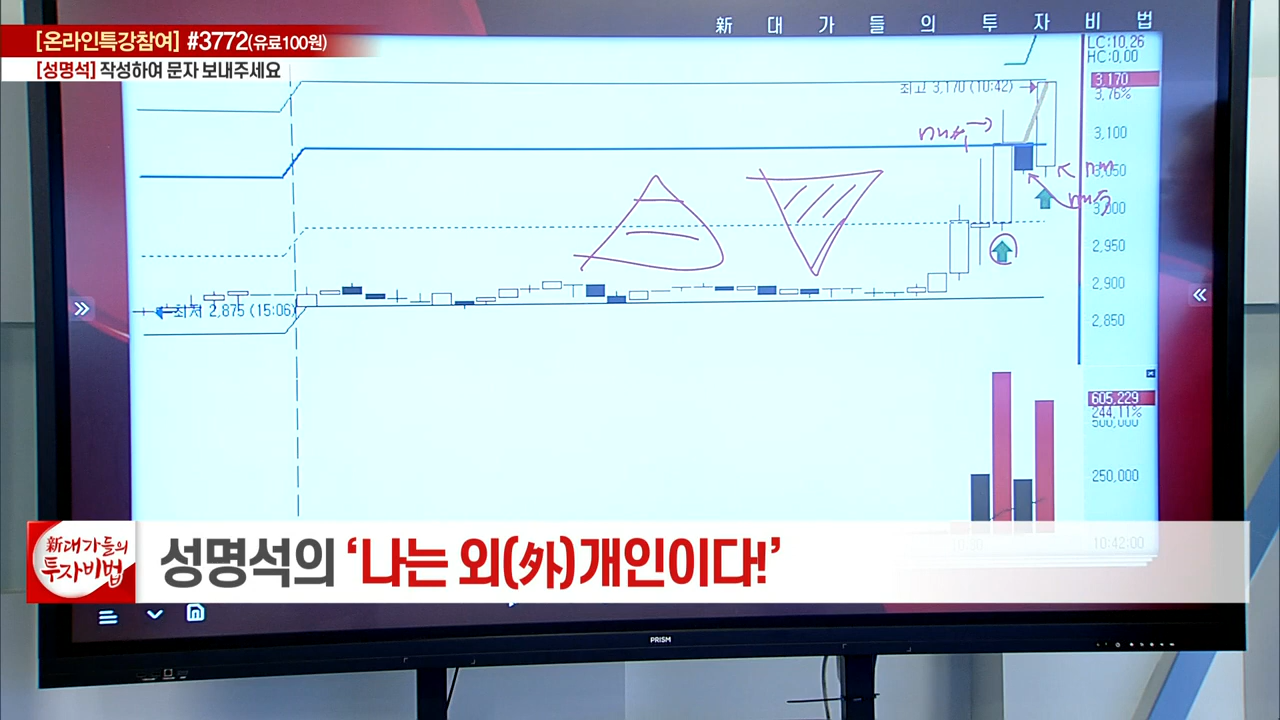 新 대 가 들 의 투 자 비 법
[온라인특강참여] #3772(유료100원)
[성명석] 작성하여 문자 보내주세요
LC:10,26
HC:0,00
최고 3,170 (10:42)
3,170
3,76%
3,100
3,050
3,000
2,950
2,900
2,850
최저 2,875 (15:06)
605,229
244,11%
500,000
250,000
10:42:00
新대가들의
투자비법
성명석의 ‘나는 외(外)개인이다!’
PRISM